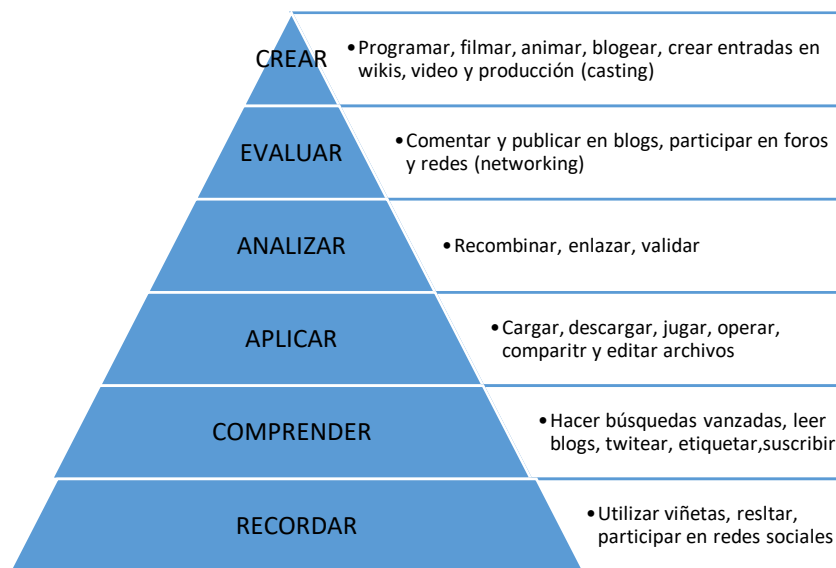 CREAR
•Programar, filmar, animar, blogear, crear entradas en
wikis, video y producción (casting)
EVALUAR
•Comentar y publicar en blogs, participar en foros
y redes (networking)
ANALIZAR
•Recombinar, enlazar, validar
APLICAR
•Cargar, descargar, jugar, operar,
comparitr y editar archivos
COMPRENDER
•Hacer búsquedas vanzadas, leer
blogs, twitear, etiquetar,suscribir
RECORDAR
•Utilizar viñetas, resltar,
participar en redes sociales